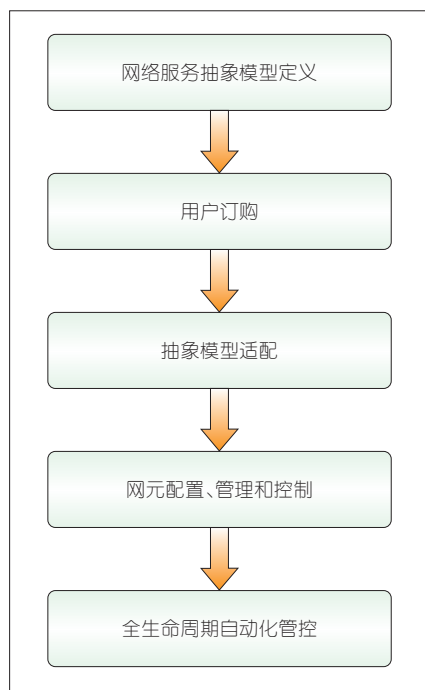 网络服务抽象模型定义
用户订购
抽象模型适配
网元配置、管理和控制
全生命周期自动化管控